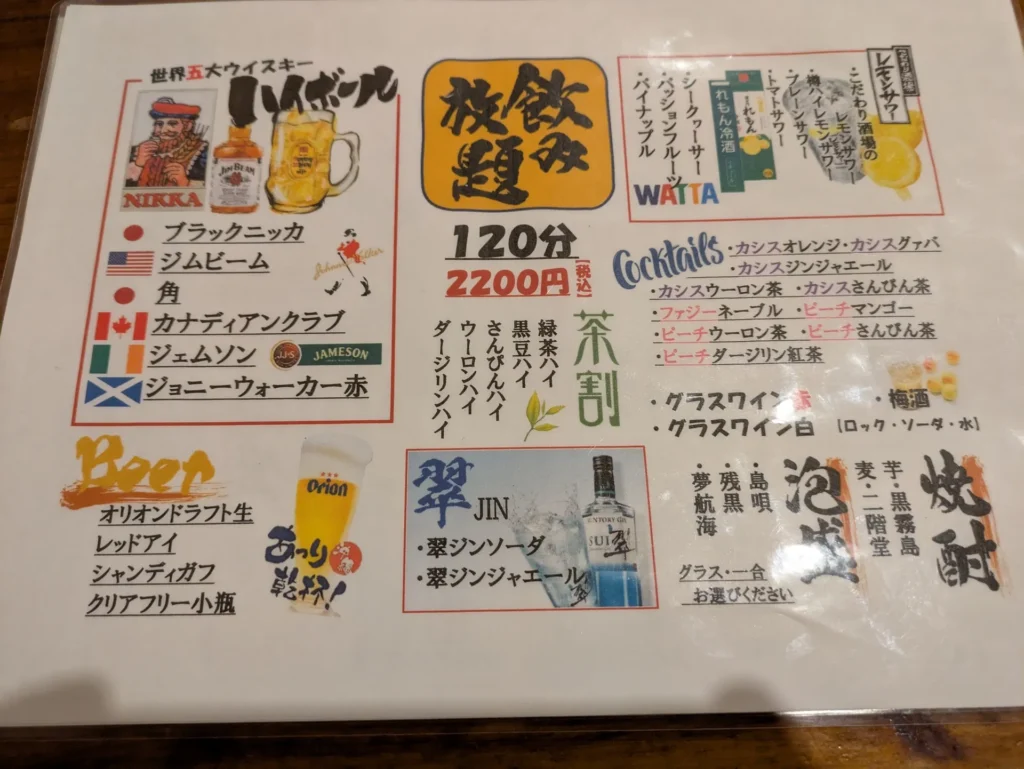 世界五大ウイスキー
ハイボール
NIKKA
JIM BEAM
ブラックニッカ
ジムビーム
Johnnie Walker
角
カナディアンクラブ
ジェムソン
JJ&S
JAMESON
ジョニーウォーカー赤
Beer
オリオンドラフト生
レッドアイ
シャンディガフ
クリアフリー小瓶
Orion
あっり
乾杯!
飲み
放題
120分
2200円
[税込]
茶割
緑茶ハイ
黒豆ハイ
さんぴんハイ
ウーロンハイ
ダージリンハイ
翠
JIN
・翠ジンソーダ
・翠ジンジャエール
SUNTORY GIN
SUI
翠
こだわり酒場
レモンサワー
・こだわり酒場の
レモンサワー
・樽ハイレモンサワー
・プレーンサワー
・トマトサワー
れもん冷酒
・シークヮーサー
・パッションフルーツ
・パイナップル
WATTA
Cocktails
・カシスオレンジ・カシスグァバ
・カシスジンジャエール
・カシスウーロン茶 ・カシスさんぴん茶
・ファジーネーブル ・ピーチマンゴー
・ピーチウーロン茶 ・ピーチさんぴん茶
・ピーチダージリン紅茶
・グラスワイン赤
・グラスワイン白
・梅酒
[ロック・ソーダ・水]
焼酎
芋・黒霧島
麦・二階堂
泡盛
・島唄
・残黒
・夢航海
グラス・一合
お選びください